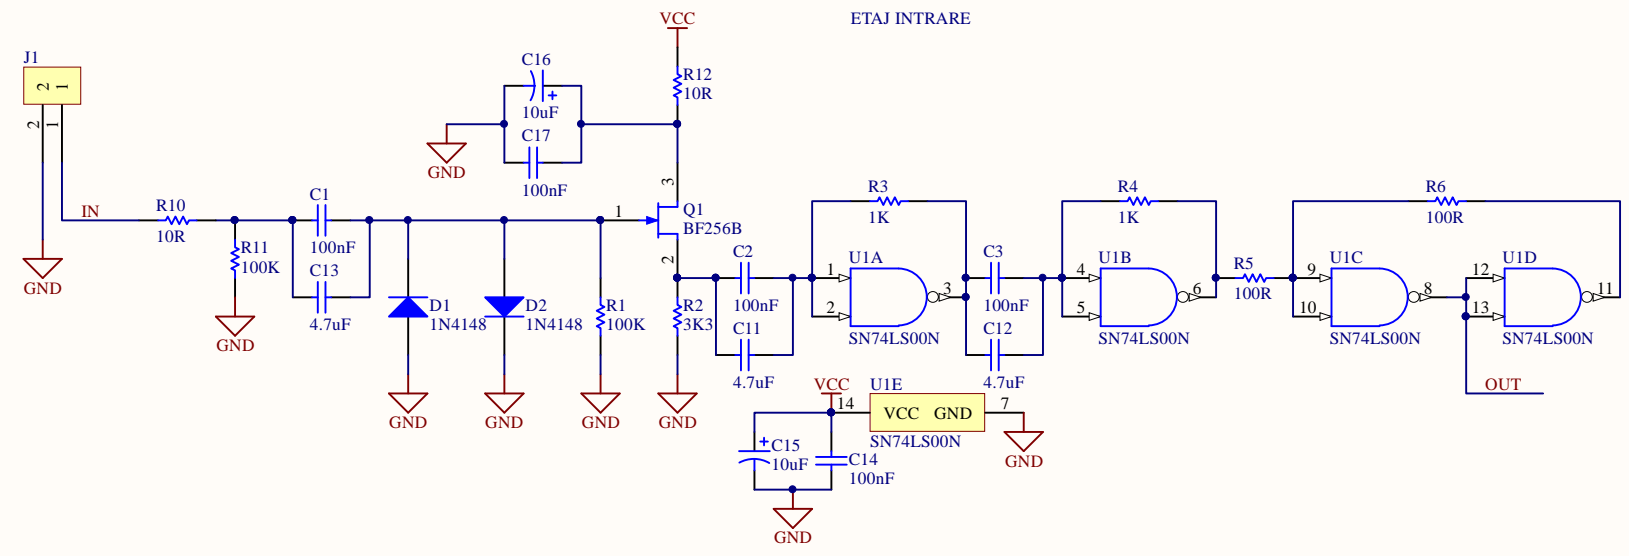 ETAJ INTRARE
VCC
J1
2
1
2
1
C16
10uF
R12
10R
C17
100nF
GND
3
IN
R10
10R
C1
100nF
1
Q1
BF256B
R3
1K
R4
1K
R6
100R
R11
100K
C13
4.7uF
GND
GND
D1
1N4148
D2
1N4148
R1
100K
2
R2
3K3
C2
100nF
C11
4.7uF
U1A
1
2
3
SN74LS00N
C3
100nF
C12
4.7uF
U1B
4
5
6
SN74LS00N
R5
100R
U1C
9
10
8
SN74LS00N
U1D
12
13
11
SN74LS00N
OUT
GND
GND
GND
GND
VCC
14
U1E
VCC GND
7
SN74LS00N
GND
C15
10uF
C14
100nF
GND